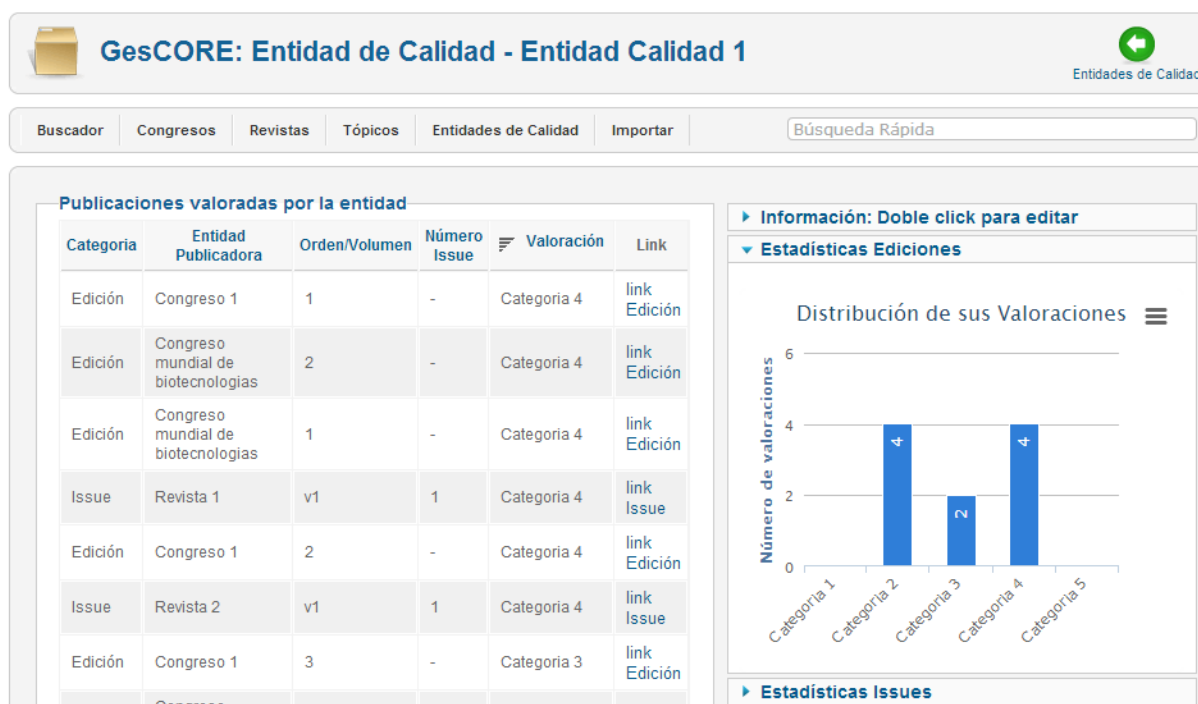 GesCORE: Entidad de Calidad - Entidad Calidad 1
Entidades de Calidad
Buscador
Congresos
Revistas
Tópicos
Entidades de Calidad
Importar
Búsqueda Rápida
Publicaciones valoradas por la entidad
Categoria
Entidad
Publicadora
Orden/Volumen
Número
Issue
Valoración
Link
Edición
Congreso 1
1
-
Categoria 4
link
Edición
Edición
Congreso
mundial de
biotecnologias
2
-
Categoria 4
link
Edición
Edición
Congreso
mundial de
biotecnologias
1
-
Categoria 4
link
Edición
Issue
Revista 1
v1
1
Categoria 4
link
Issue
Edición
Congreso 1
2
-
Categoria 4
link
Edición
Issue
Revista 2
v1
1
Categoria 4
link
Issue
Edición
Congreso 1
3
-
Categoria 3
link
Edición
Información: Doble click para editar
Estadísticas Ediciones
Distribución de sus Valoraciones
Número de valoraciones
6
4
2
0
4
2
4
Categoria 1
Categoria 2
Categoria 3
Categoria 4
Categoria 5
Estadísticas Issues